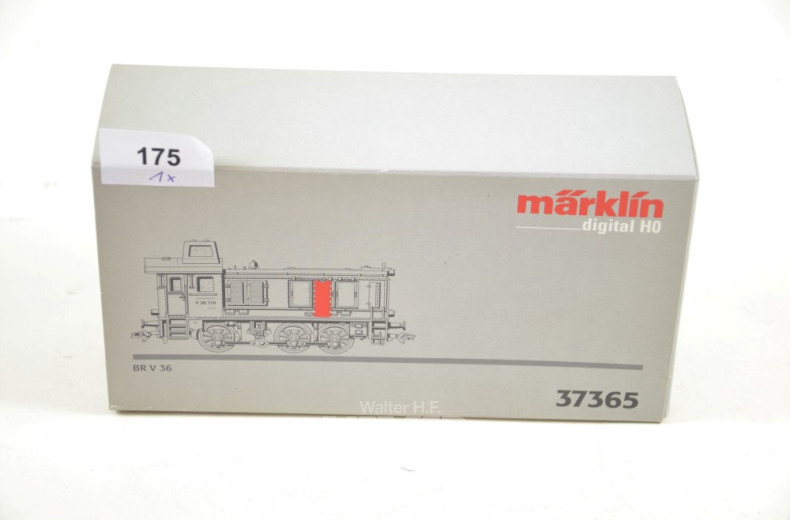 175
1x
märklin
digital H0
BR V 36
37365
Walter H.F.